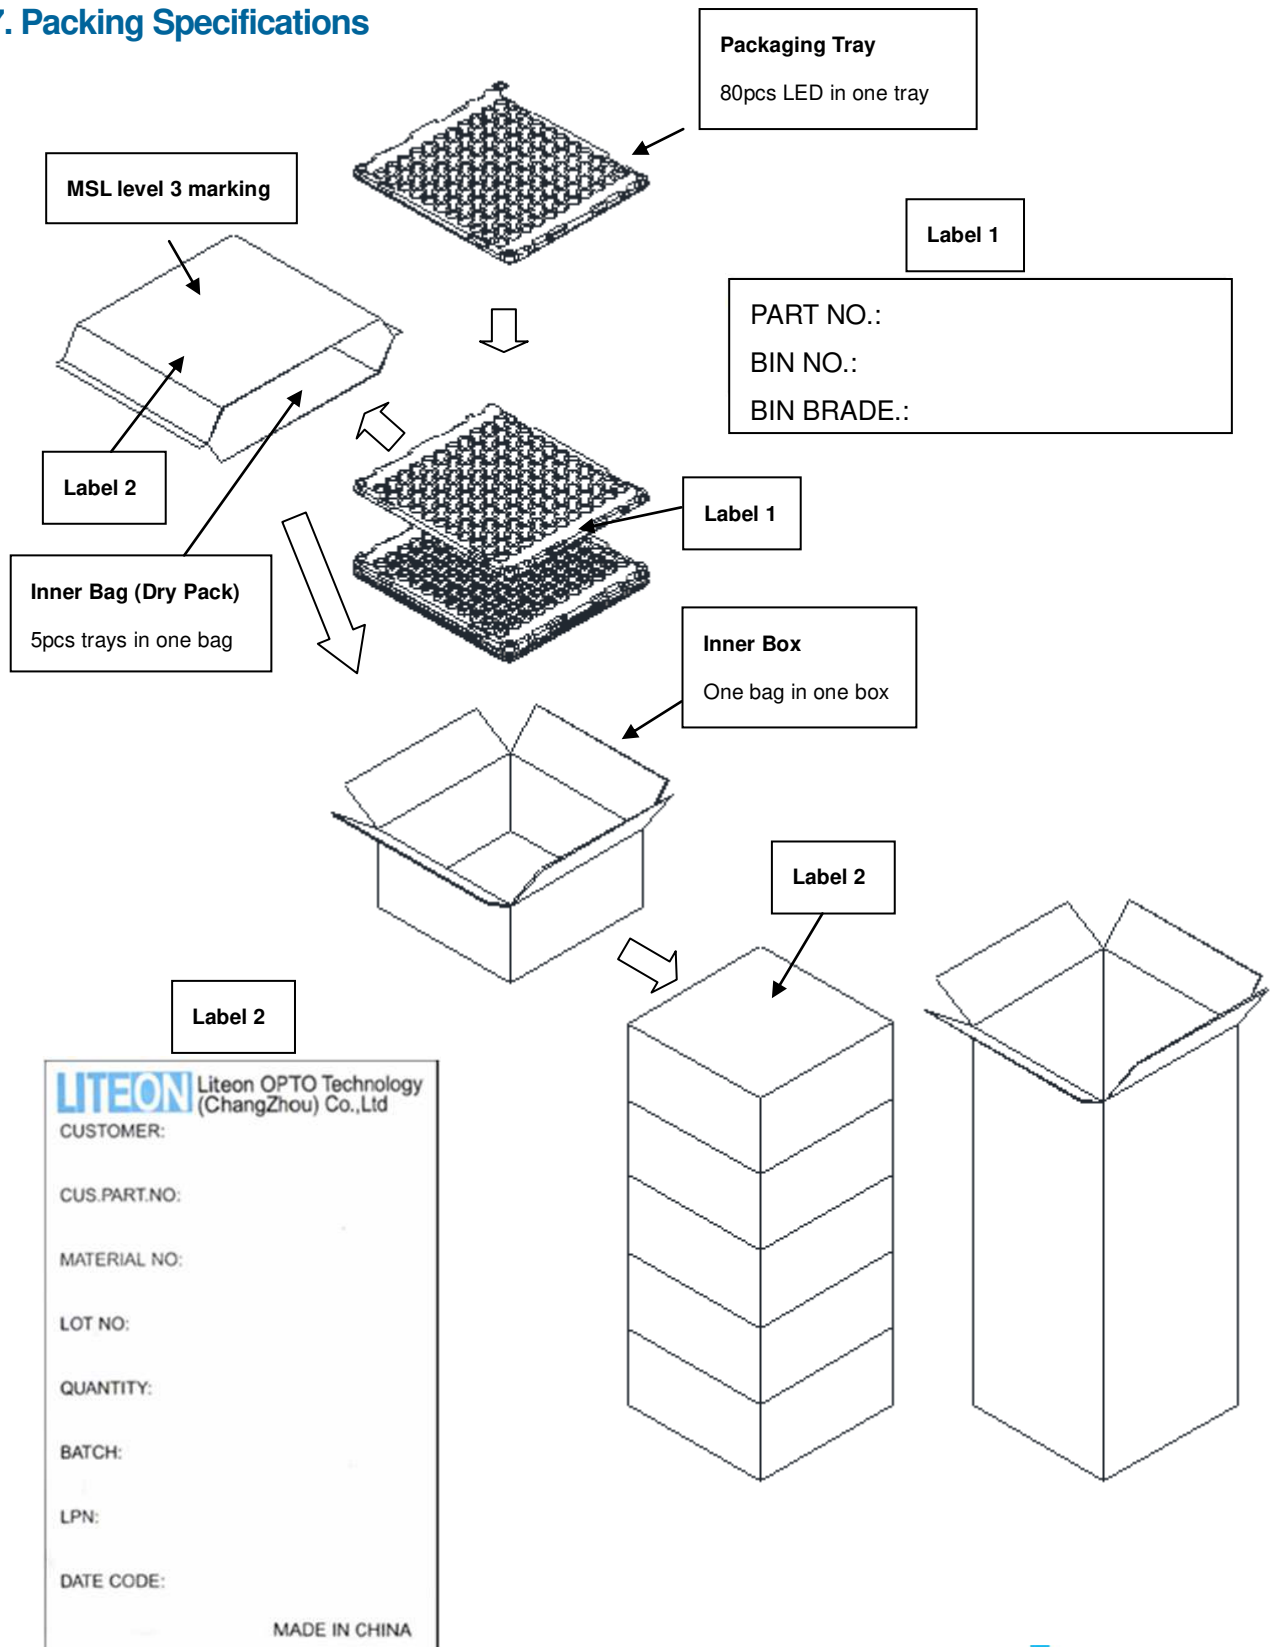 7. Packing Specifications
Packaging Tray
80pcs LED in one tray
MSL level 3 marking
Label 1
PART NO.:
BIN NO.:
BIN BRADE.:
Label 2
Label 1
Inner Bag (Dry Pack)
5pcs trays in one bag
Inner Box
One bag in one box
Label 2
Label 2
LITEON Liteon OPTO Technology
(ChangZhou) Co.,Ltd
CUSTOMER:
CUS.PART.NO:
MATERIAL NO:
LOT NO:
QUANTITY:
BATCH:
LPN:
DATE CODE:
MADE IN CHINA